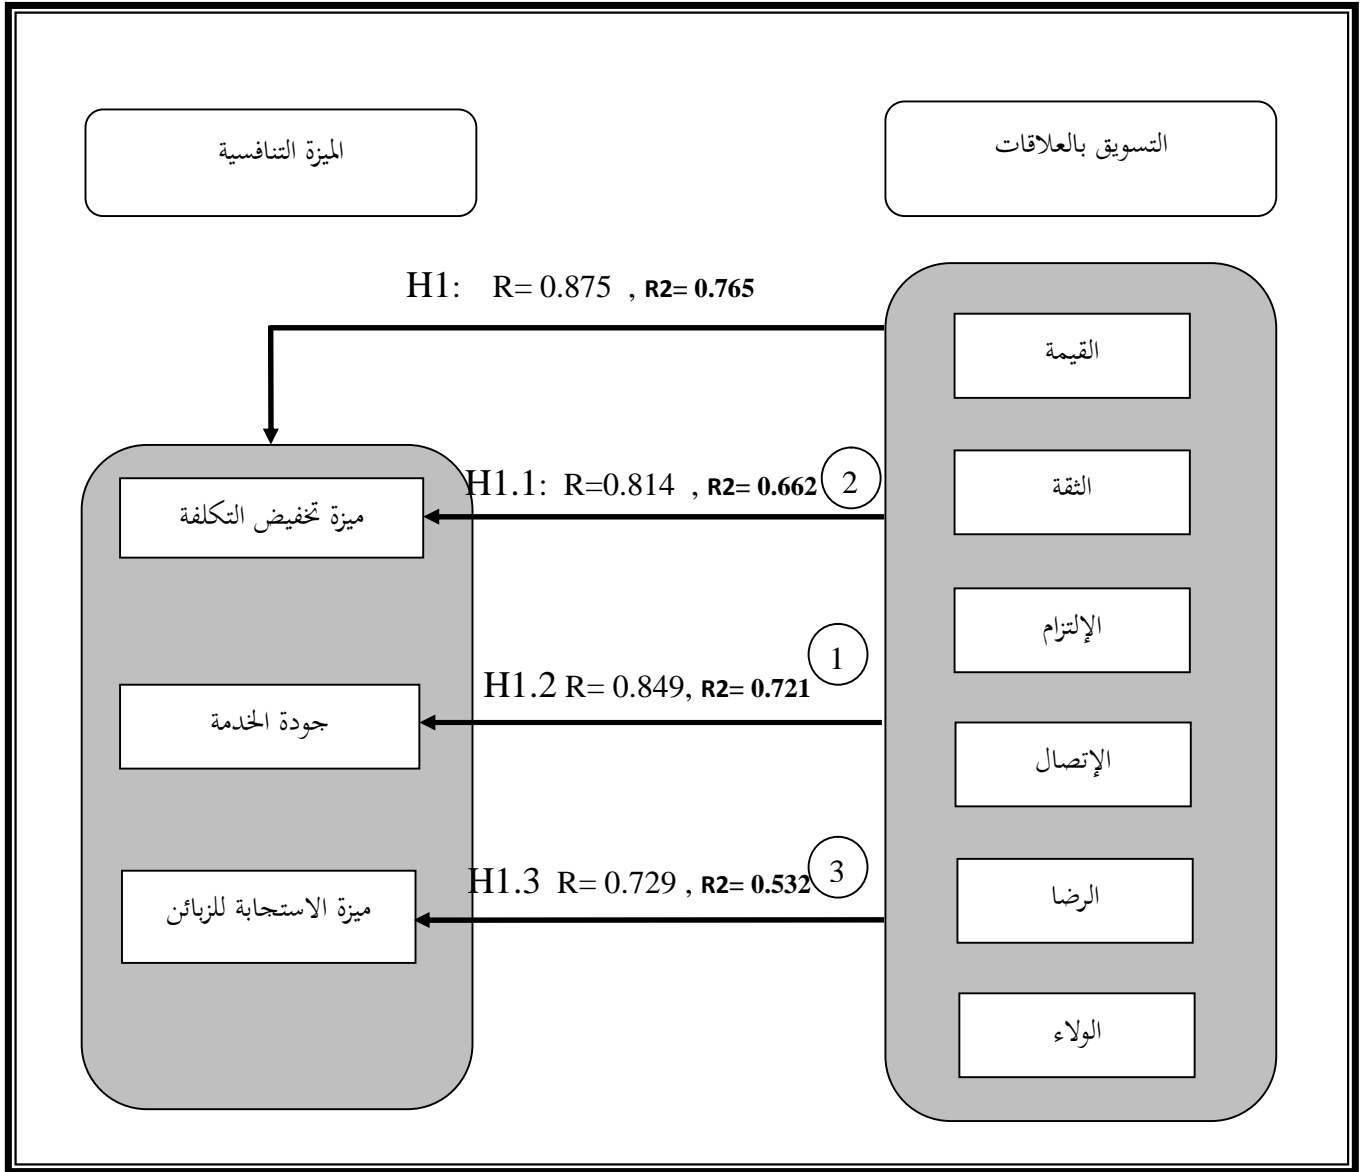 التسويق بالعلاقات
الميزة التنافسية
H1: R= 0.875 , R2= 0.765
القيمة
الثقة
H1.1: R=0.814 , R2= 0.662 2
ميزة تخفيض التكلفة
الإلتزام
1
H1.2 R= 0.849, R2= 0.721
جودة الخدمة
الإتصال
الرضا
H1.3 R= 0.729 , R2= 0.532 3
ميزة الاستجابة للزبائن
الولاء